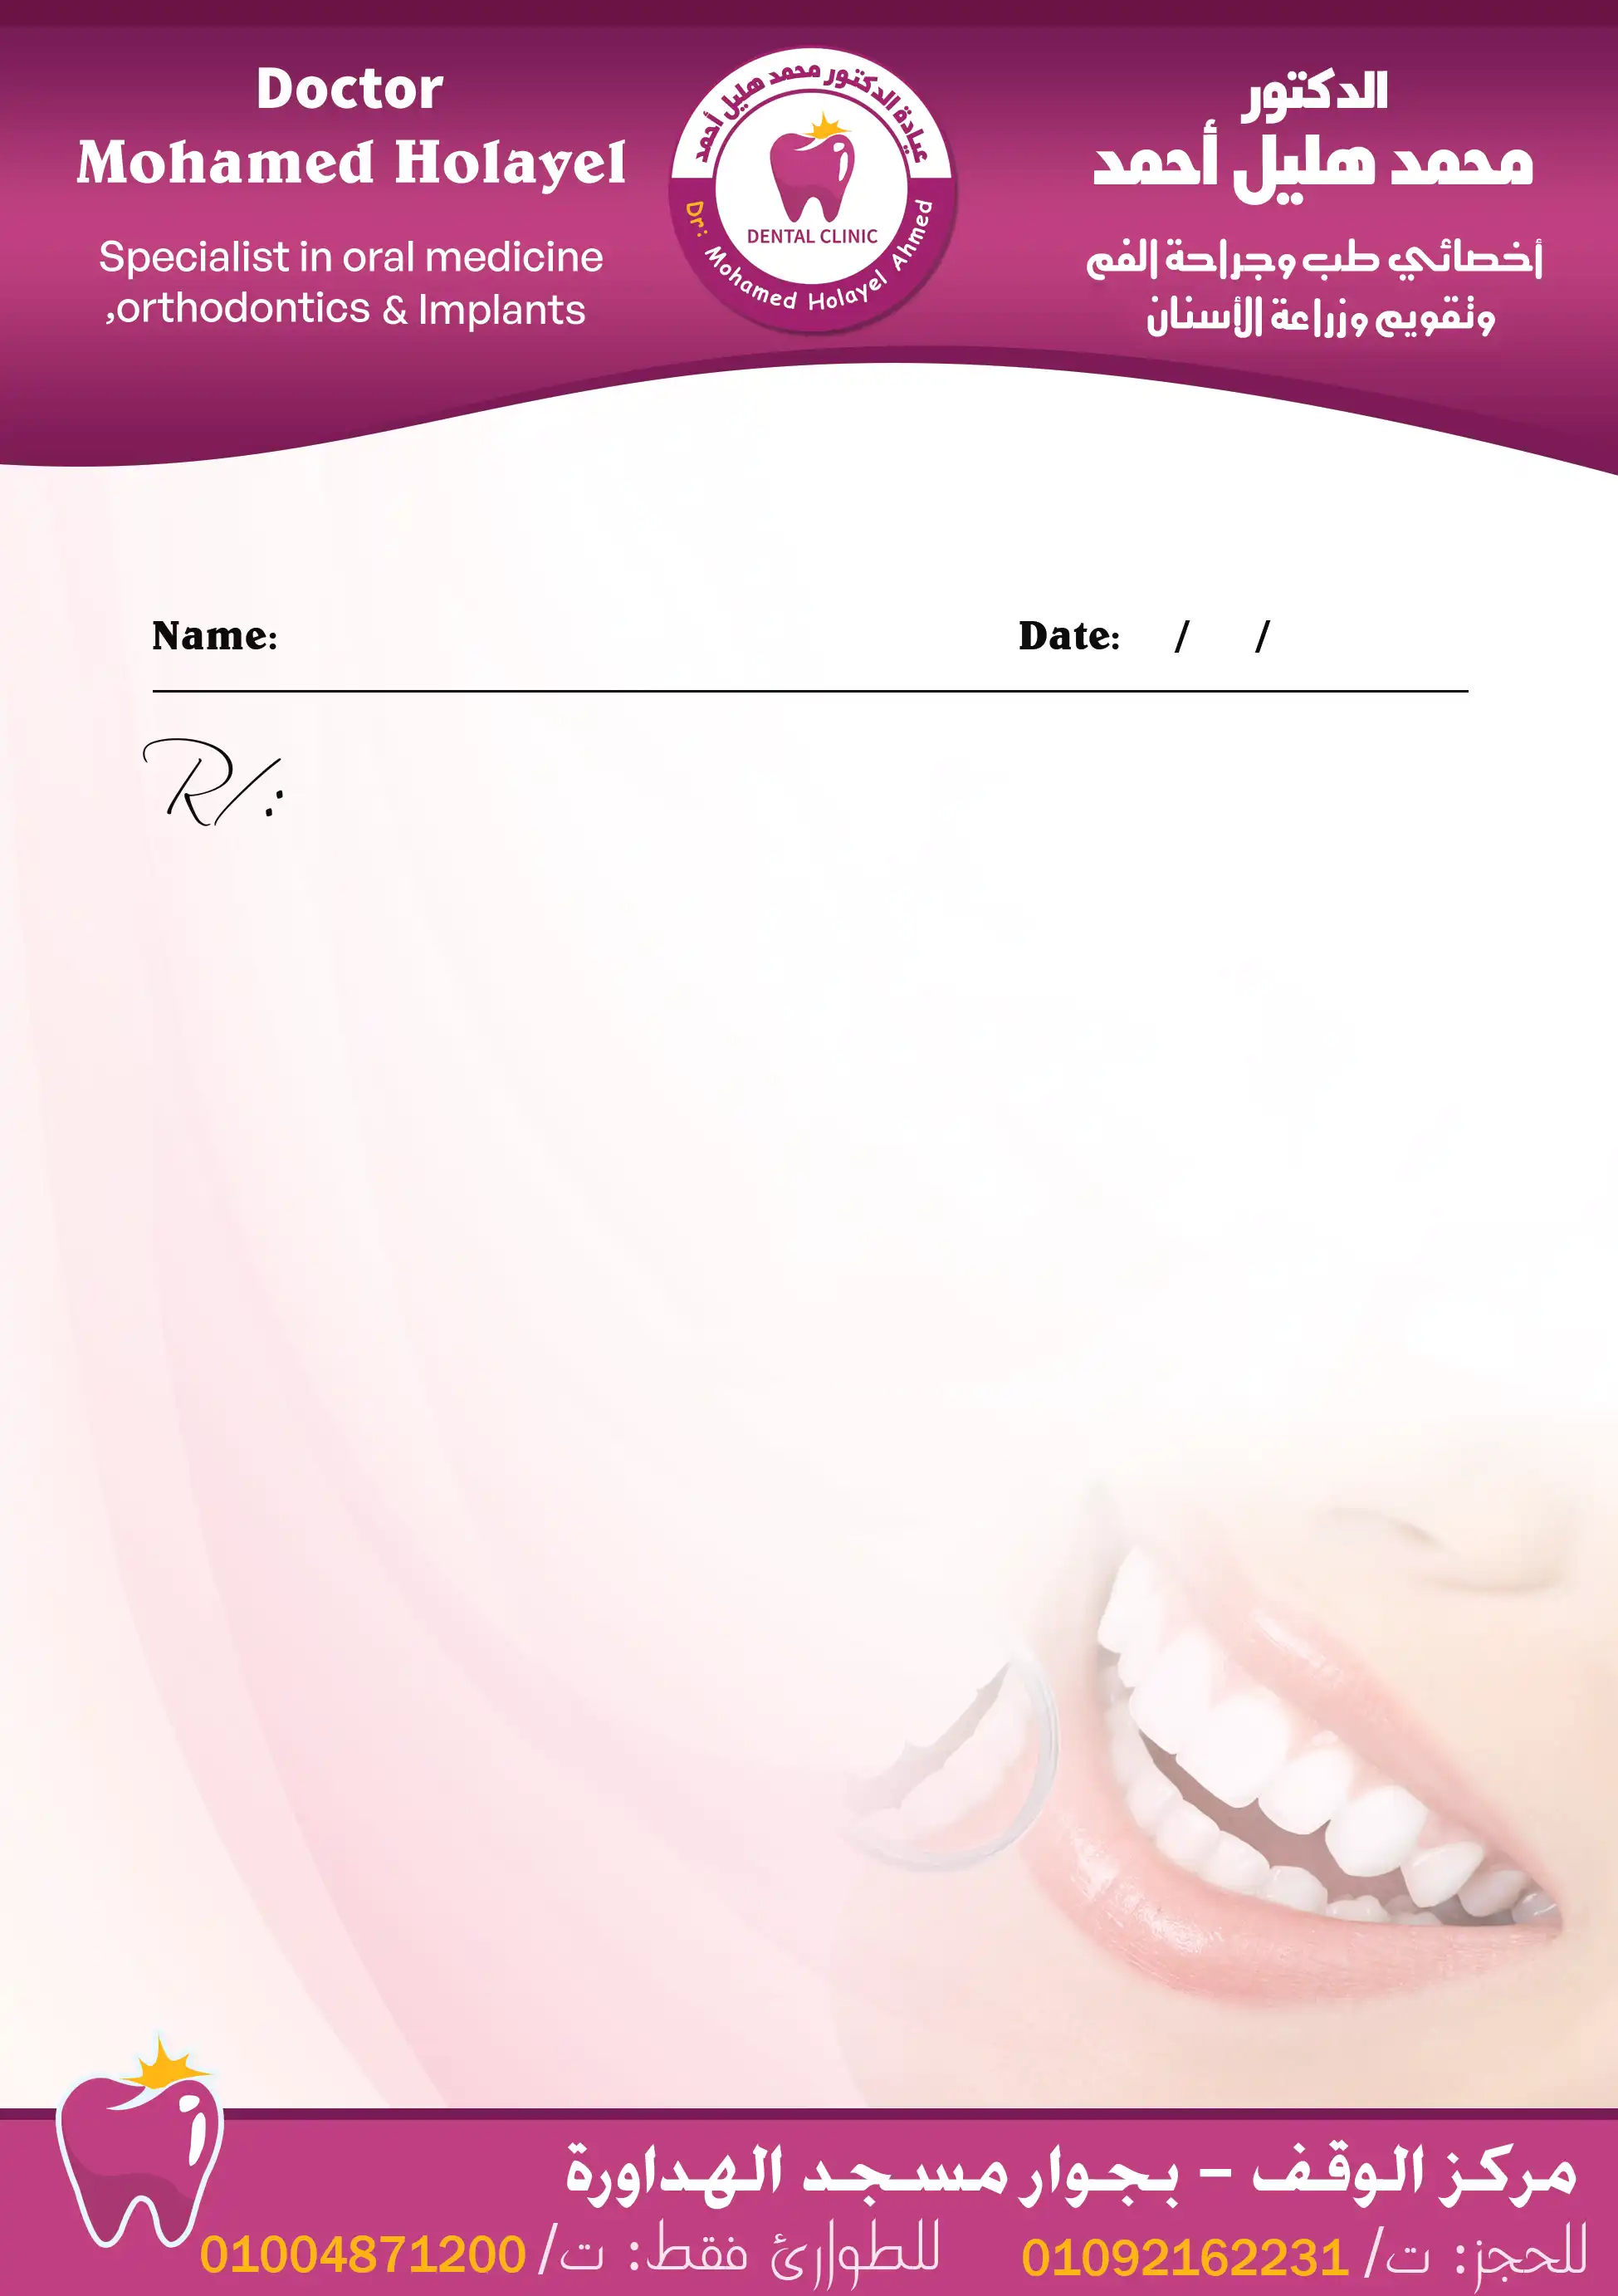 Doctor
Mohamed Holayel
Specialist in oral medicine
,orthodontics & Implants
عيادة الدكتور محمد هليل أحمد
DENTAL CLINIC
Dr: Mohamed Holayel Ahmed
الدكتور
محمد هليل أحمد
أخصائي طب وجراحة الفم
وتقويم وزراعة الأسنان
Name:
Date: / /
R/:
مركز الوقف - بجوار مسجد الهداورة
للحجز: ت/ 01092162231
للطوارئ فقط: ت/ 01004871200